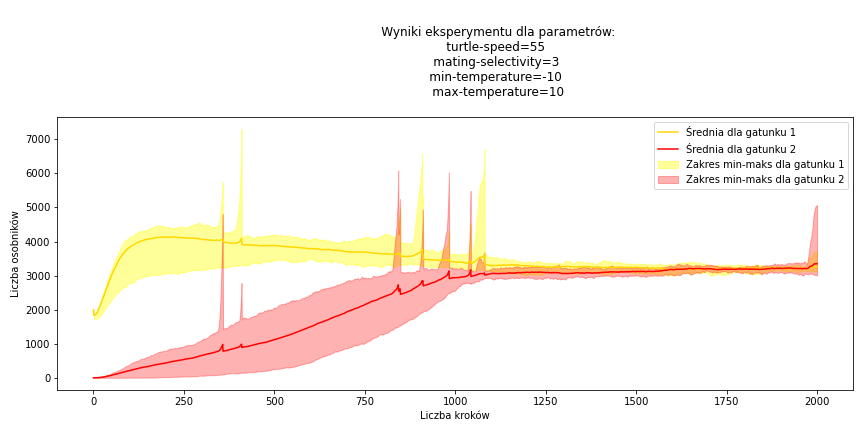 Wyniki eksperymentu dla parametrów:
turtle-speed=55
mating-selectivity=3
min-temperature=-10
max-temperature=10
Średnia dla gatunku 1
Średnia dla gatunku 2
Zakres min-maks dla gatunku 1
Zakres min-maks dla gatunku 2
Liczba osobników
7000
6000
5000
4000
3000
2000
1000
0
0 250 500 750 1000 1250 1500 1750 2000
Liczba kroków